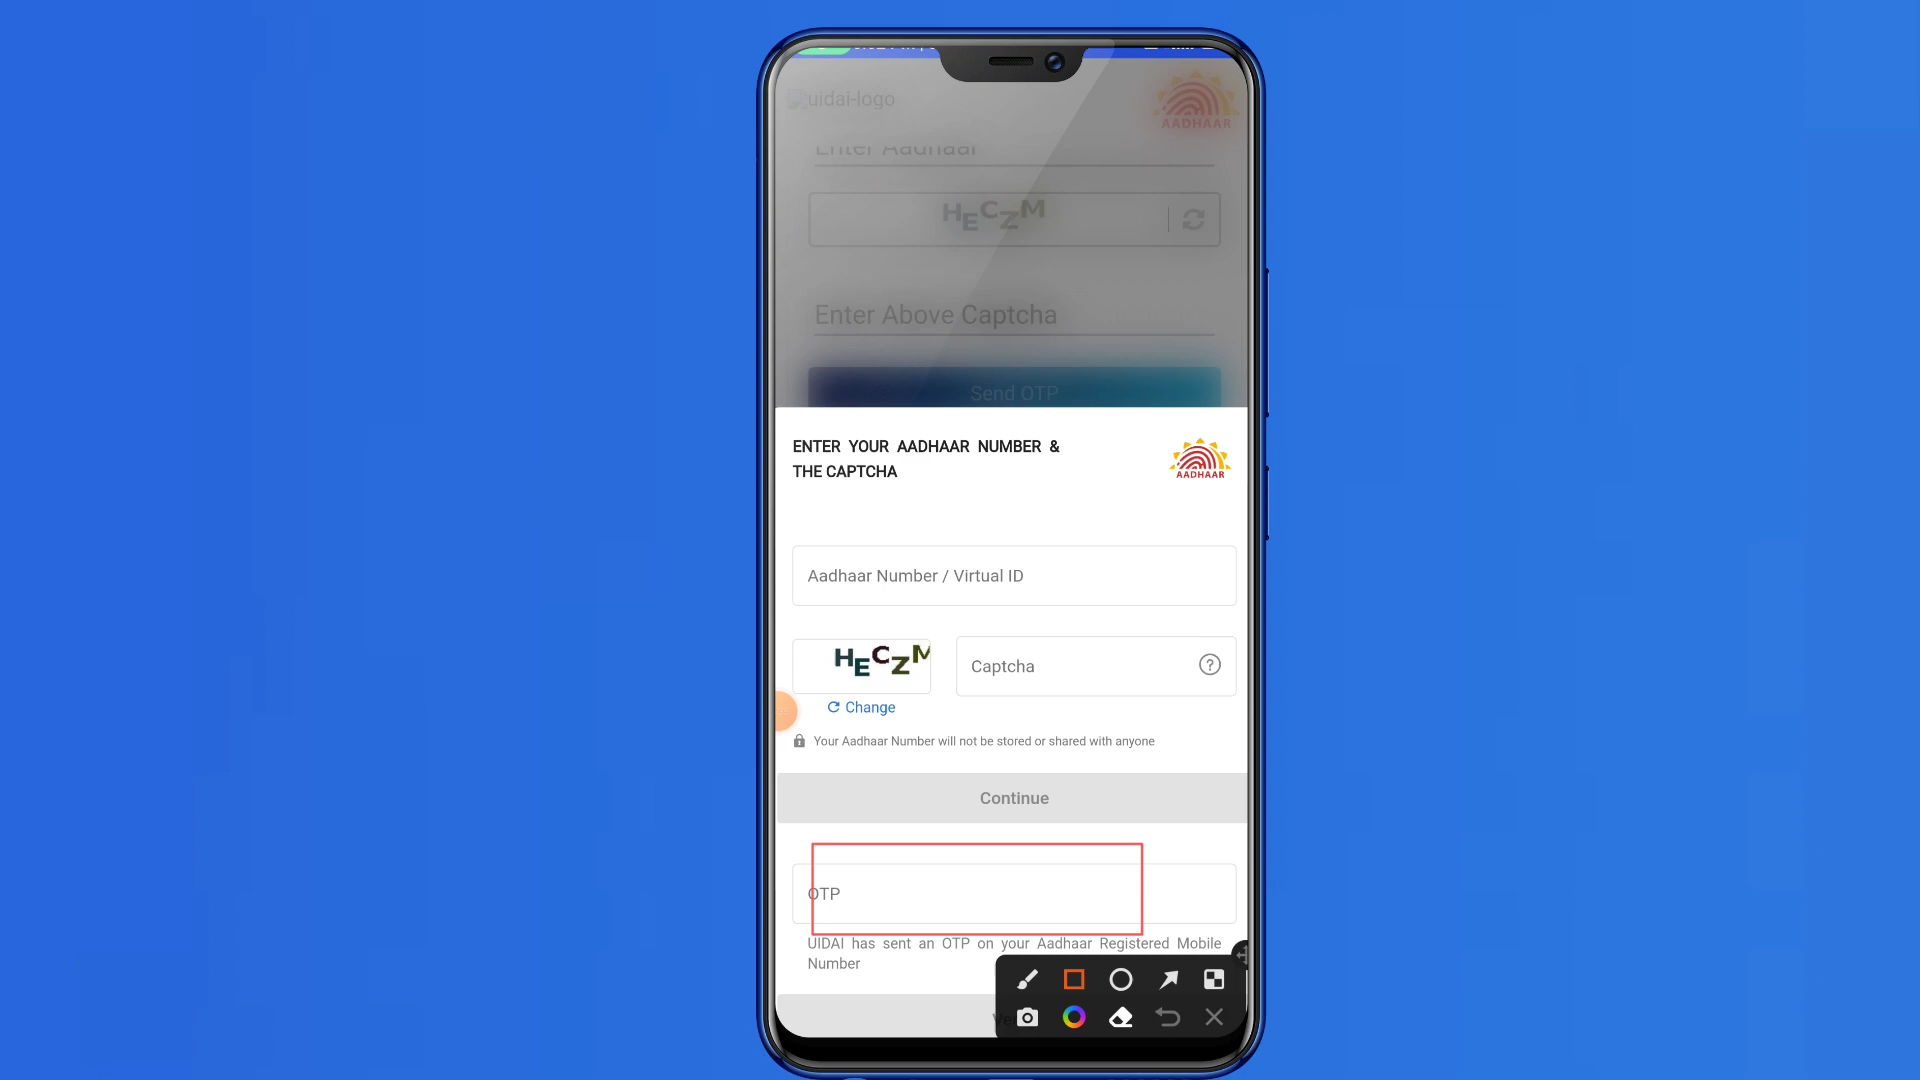 uidai-logo
AADHAAR
Enter Aadhaar
HECZM
Enter Above Captcha
Send OTP
ENTER YOUR AADHAAR NUMBER &
THE CAPTCHA
AADHAAR
Aadhaar Number / Virtual ID
HECZM
Captcha
Change
Your Aadhaar Number will not be stored or shared with anyone
Continue
OTP
UIDAI has sent an OTP on your Aadhaar Registered Mobile
Number